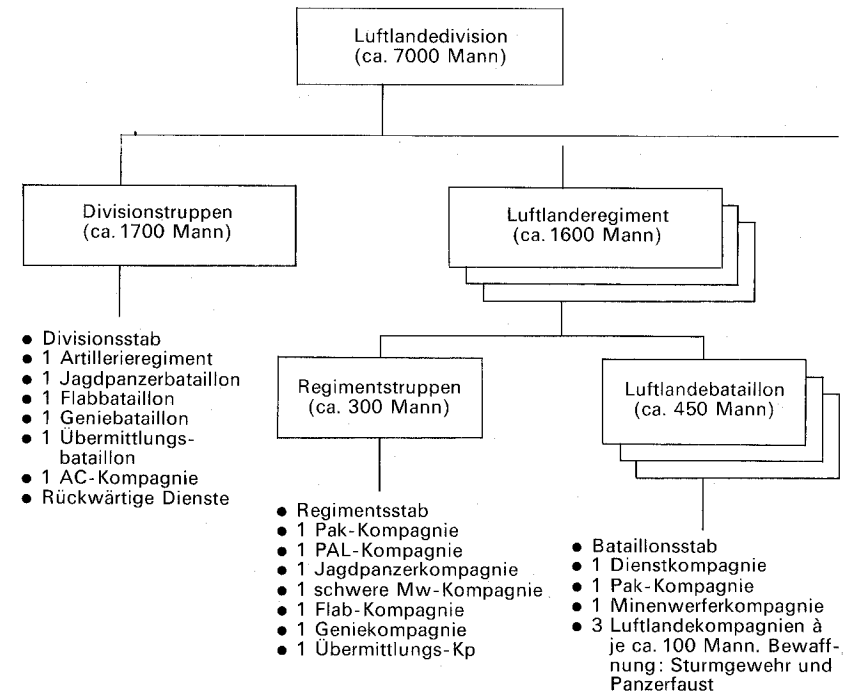 Luftlandedivision
(ca. 7000 Mann)
Divisionstruppen
(ca. 1700 Mann)
Luftlanderegiment
(ca. 1600 Mann)
● Divisionsstab
● 1 Artillerieregiment
● 1 Jagdpanzerbataillon
● 1 Flabbataillon
● 1 Geniebataillon
● 1 Übermittlungs-
bataillon
● 1 AC-Kompagnie
● Rückwärtige Dienste
Regimentstruppen
(ca. 300 Mann)
Luftlandebataillon
(ca. 450 Mann)
● Regimentsstab
● 1 Pak-Kompagnie
● 1 PAL-Kompagnie
● 1 Jagdpanzerkompagnie
● 1 schwere Mw-Kompagnie
● 1 Flab-Kompagnie
● 1 Geniekompagnie
● 1 Übermittlungs-Kp
● Bataillonsstab
● 1 Dienstkompagnie
● 1 Pak-Kompagnie
● 1 Minenwerferkompagnie
● 3 Luftlandekompagnien à
je ca. 100 Mann. Bewaff-
nung: Sturmgewehr und
Panzerfaust